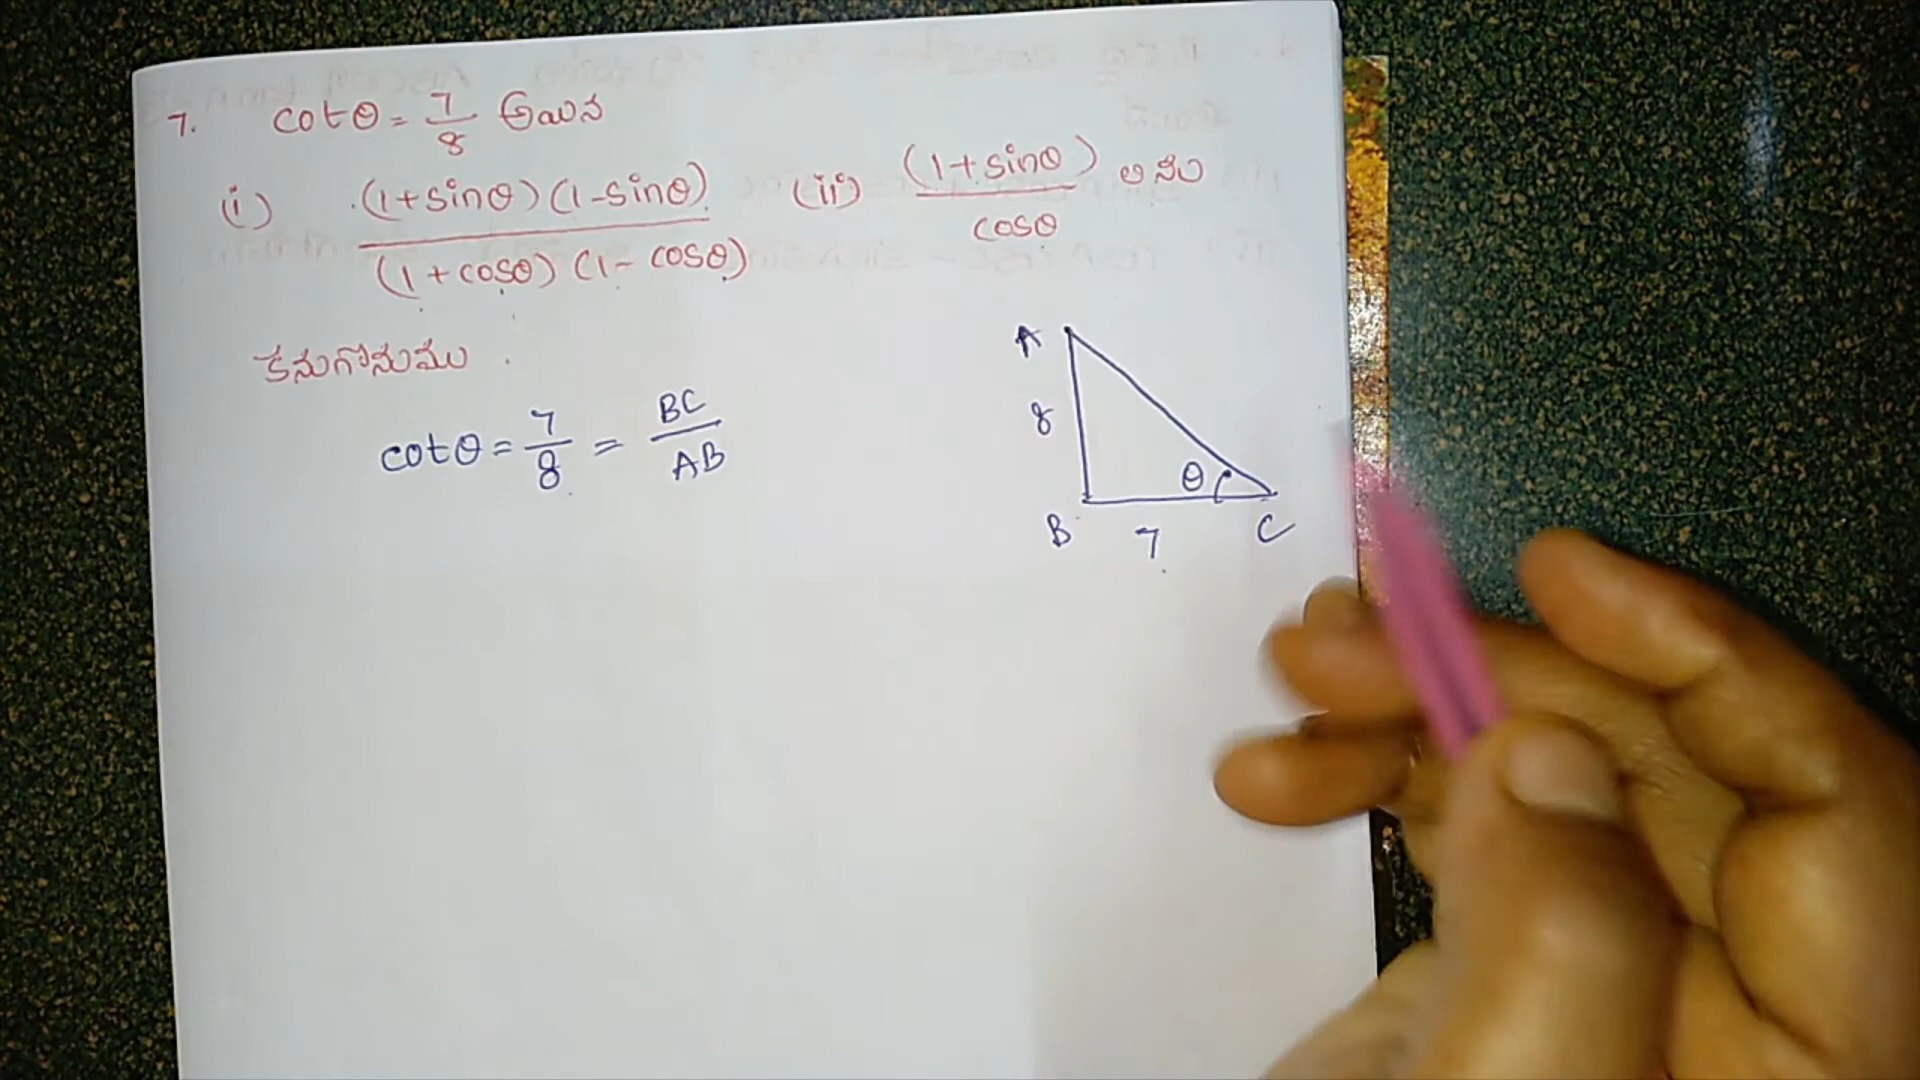 7. cotθ = 7/8 అయిన
(i) (1+sinθ)(1-sinθ) / (1+cosθ)(1-cosθ) (ii) (1+sinθ) / cosθ లను
కనుగొనుము.
cotθ = 7/8 = BC/AB
A
8
θ
B 7 C